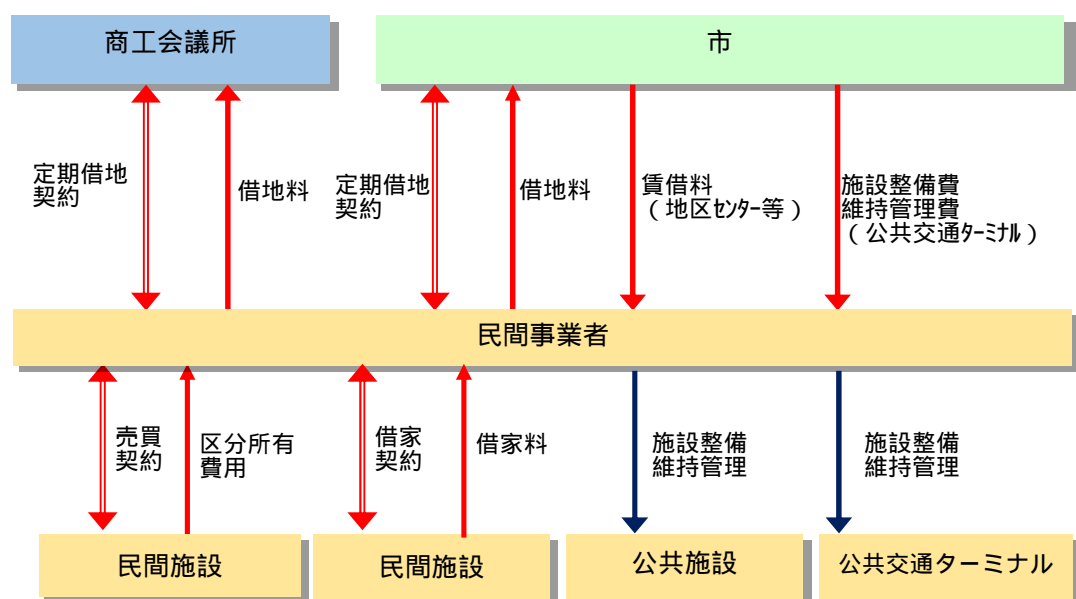 商工会議所
市
定期借地
契約
借地料
定期借地
契約
借地料
賃借料
（地区ｾﾝﾀｰ等）
施設整備費
維持管理費
（公共交通ﾀｰﾐﾅﾙ）
民間事業者
売買
契約
区分所有
費用
借家
契約
借家料
施設整備
維持管理
施設整備
維持管理
民間施設
民間施設
公共施設
公共交通ターミナル